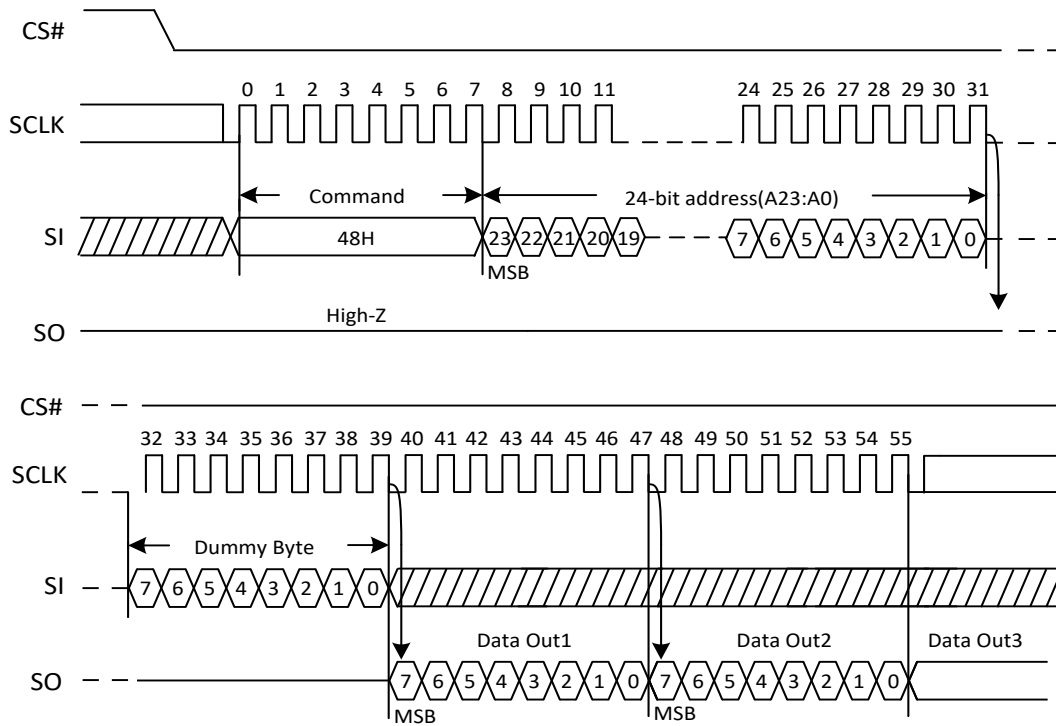 CS#
0 1 2 3 4 5 6 7 8 9 10 11 24 25 26 27 28 29 30 31
SCLK
Command 24-bit address(A23:A0)
SI 48H 23 22 21 20 19 7 6 5 4 3 2 1 0
MSB
High-Z
SO
CS#
32 33 34 35 36 37 38 39 40 41 42 43 44 45 46 47 48 49 50 51 52 53 54 55
SCLK
Dummy Byte
SI 7 6 5 4 3 2 1 0
Data Out1 Data Out2 Data Out3
SO 7 6 5 4 3 2 1 0 7 6 5 4 3 2 1 0
MSB MSB